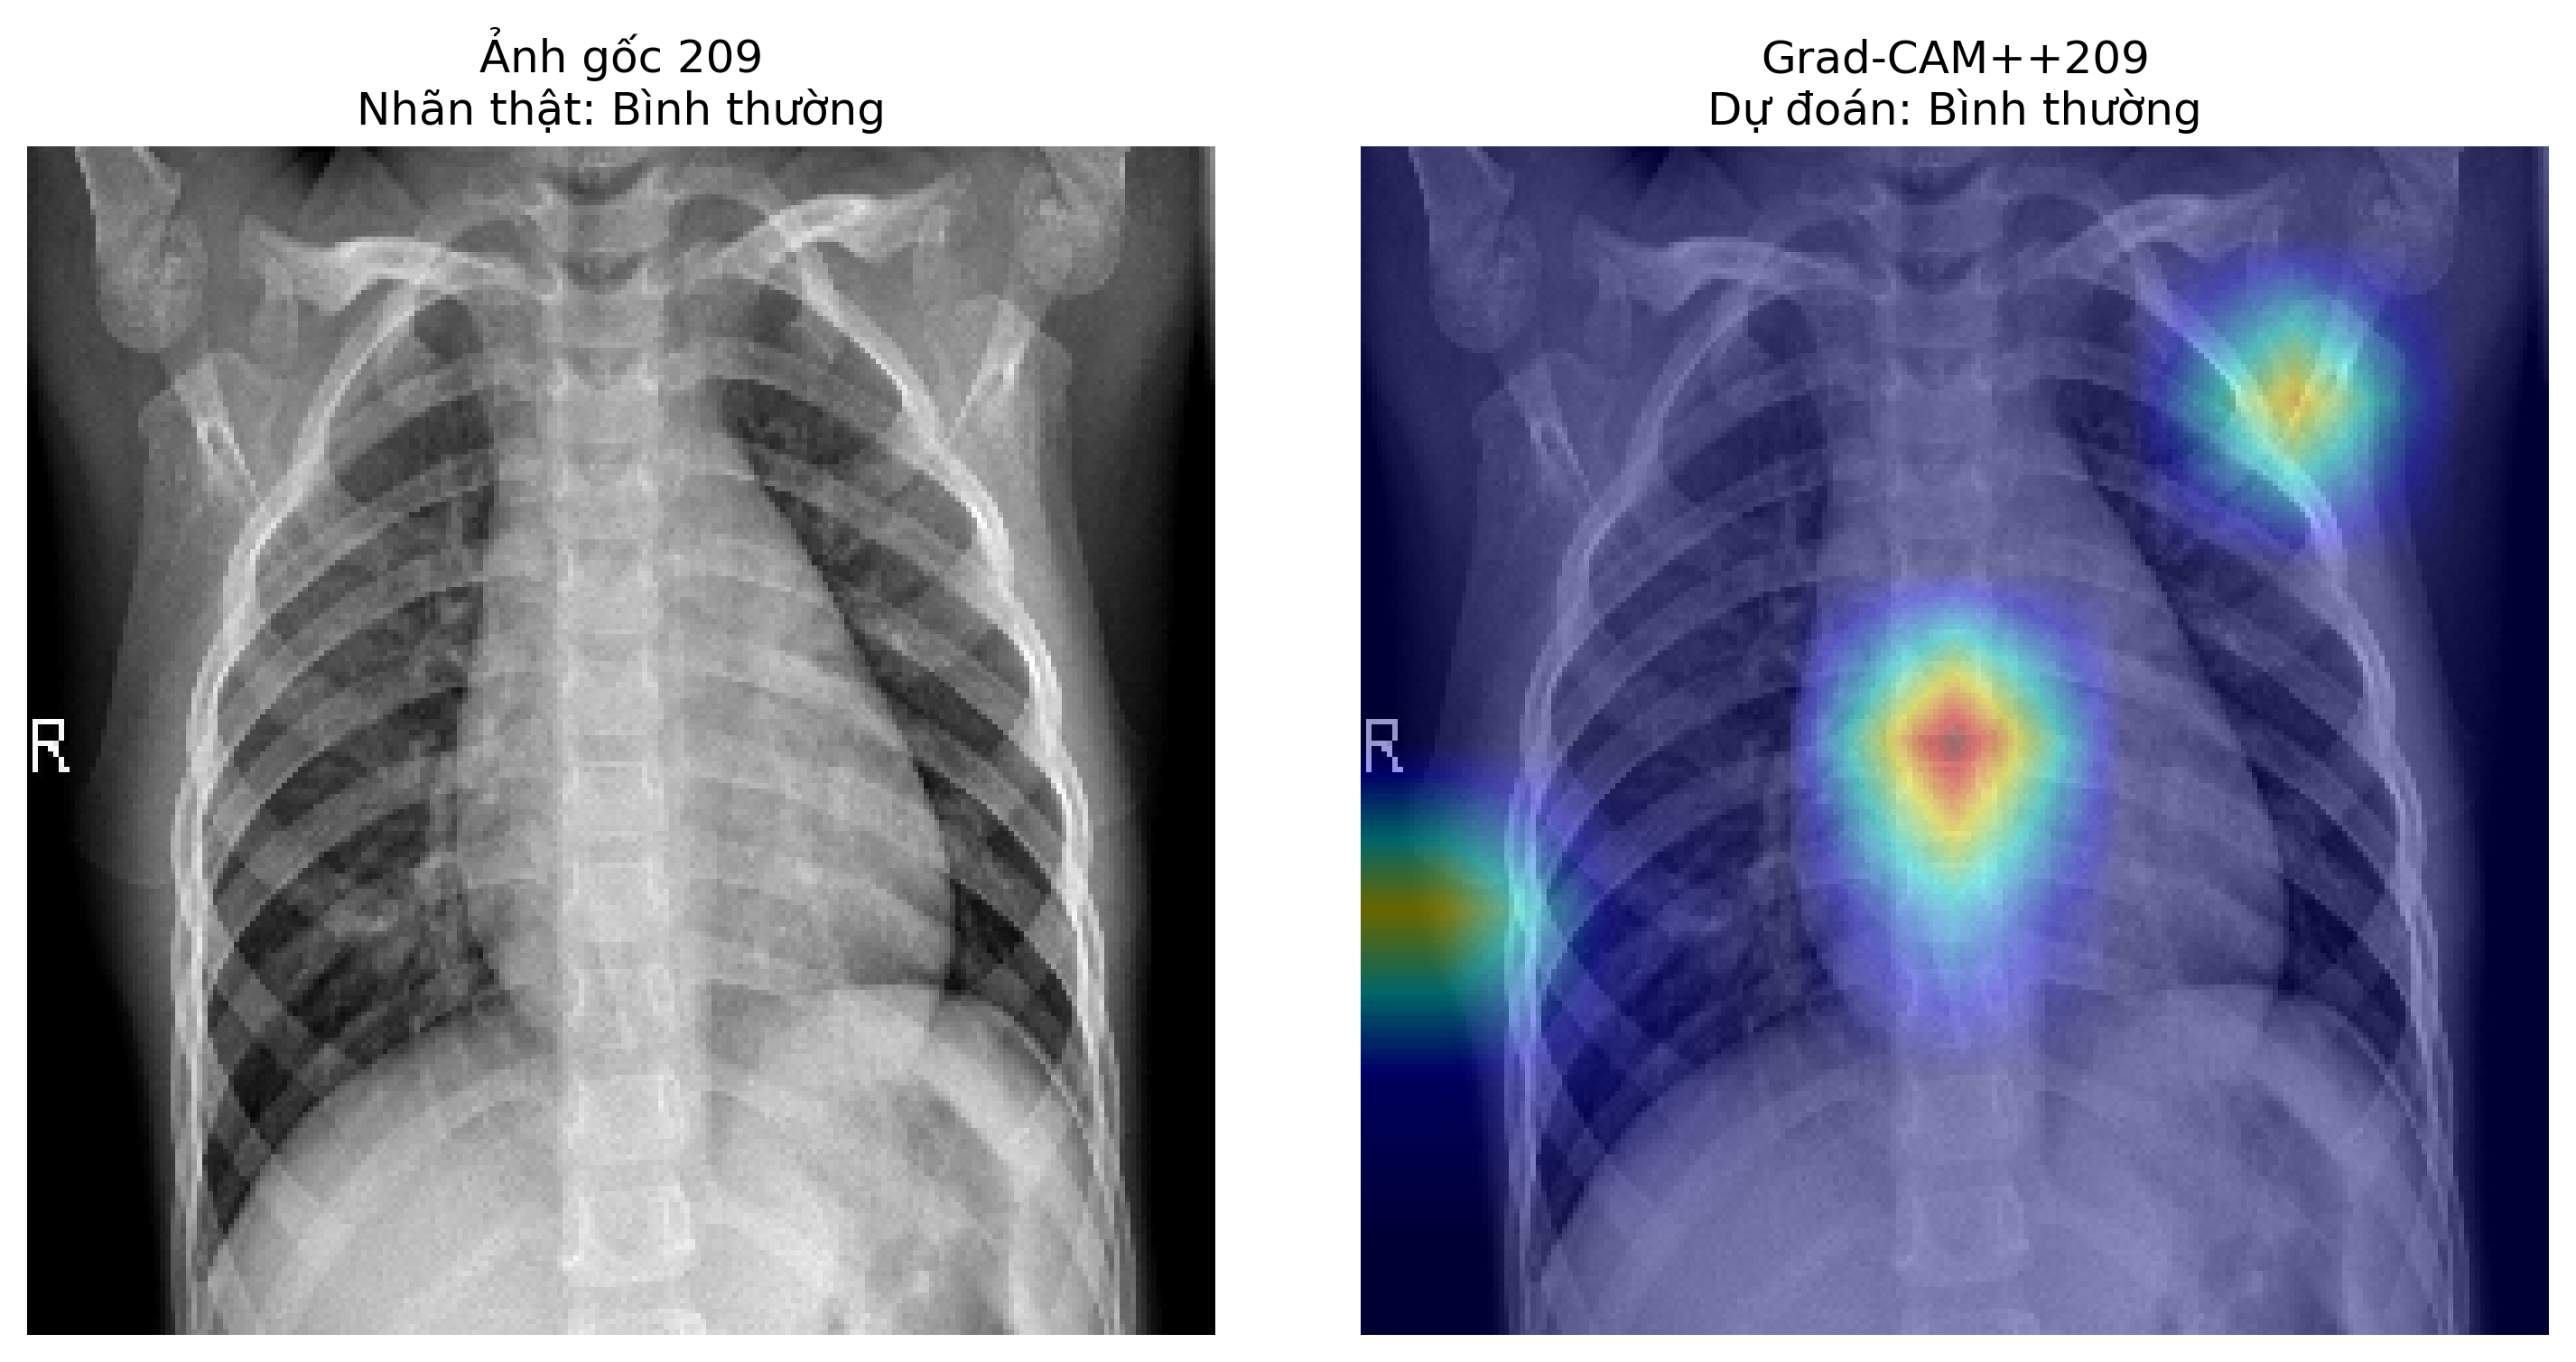 Ảnh gốc 209
Nhãn thật: Bình thường
Grad-CAM++209
Dự đoán: Bình thường
R
R